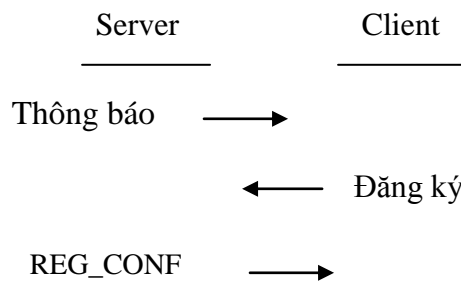 Server Client
Thông báo
Đăng ký
REG_CONF